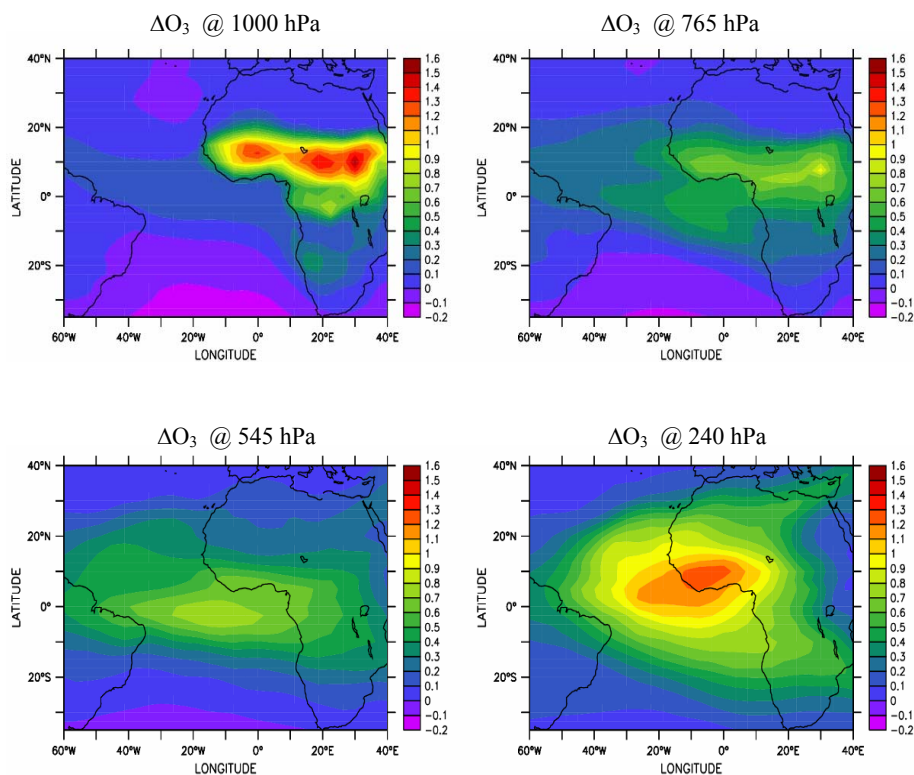 ΔO₃ @ 1000 hPa
40°N
20°N
0°
20°S
LATITUDE
60°W 40°W 20°W 0° 20°E 40°E
LONGITUDE
1.6
1.5
1.4
1.3
1.2
1.1
1
0.9
0.8
0.7
0.6
0.5
0.4
0.3
0.2
0.1
0
−0.1
−0.2
ΔO₃ @ 765 hPa
40°N
20°N
0°
20°S
LATITUDE
60°W 40°W 20°W 0° 20°E 40°E
LONGITUDE
1.6
1.5
1.4
1.3
1.2
1.1
1
0.9
0.8
0.7
0.6
0.5
0.4
0.3
0.2
0.1
0
−0.1
−0.2
ΔO₃ @ 545 hPa
40°N
20°N
0°
20°S
LATITUDE
60°W 40°W 20°W 0° 20°E 40°E
LONGITUDE
1.6
1.5
1.4
1.3
1.2
1.1
1
0.9
0.8
0.7
0.6
0.5
0.4
0.3
0.2
0.1
0
−0.1
−0.2
ΔO₃ @ 240 hPa
40°N
20°N
0°
20°S
LATITUDE
60°W 40°W 20°W 0° 20°E 40°E
LONGITUDE
1.6
1.5
1.4
1.3
1.2
1.1
1
0.9
0.8
0.7
0.6
0.5
0.4
0.3
0.2
0.1
0
−0.1
−0.2